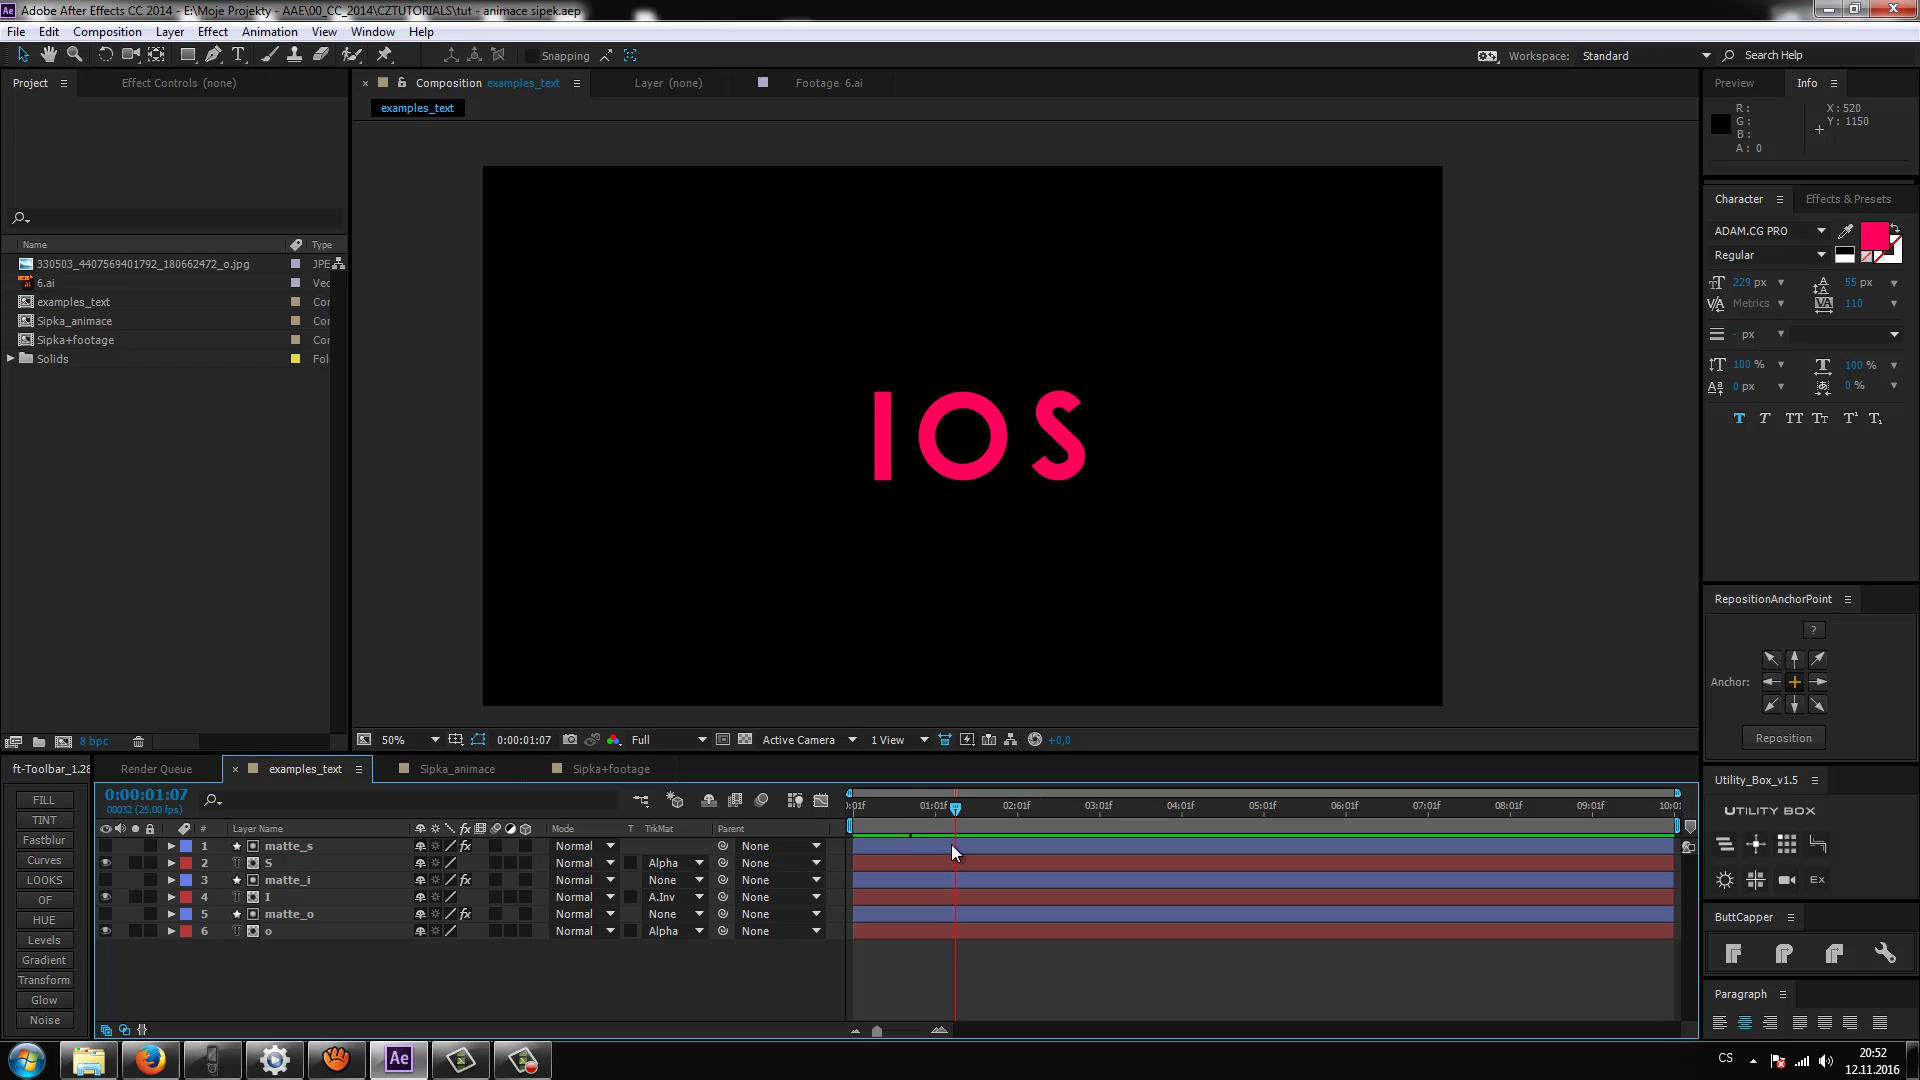 Adobe After Effects CC 2014 - E:\Moje Projekty - AAE\00_CC_2014\CZTUTORIALS\tut - animace sipek.aep
File Edit Composition Layer Effect Animation View Window Help
Snapping
Workspace: Standard
Search Help
Project
Effect Controls (none)
Composition examples_text
Layer (none)
Footage 6.ai
examples_text
Preview
Info
R :
G :
B :
A : 0
X : 520
Y : 1150
Name
Type
330503_4407569401792_180662472_o.jpg
JPE
6.ai
Vec
examples_text
Cor
Sipka_animace
Cor
Sipka+footage
Cor
Solids
Fol
8 bpc
IOS
50%
0:00:01:07
Full
Active Camera
1 View
+0,0
Character
Effects & Presets
ADAM.CG PRO
Regular
229 px
55 px
Metrics
110
- px
100 %
100 %
0 px
0 %
RepositionAnchorPoint
?
Anchor:
Reposition
Utility_Box_v1.5
UTILITY BOX
EX
ButtCapper
Paragraph
ft-Toolbar_1.28
FILL
TINT
Fastblur
Curves
LOOKS
OF
HUE
Levels
Gradient
Transform
Glow
Noise
Render Queue
examples_text
Sipka_animace
Sipka+footage
0:00:01:07
00032 (25.00 fps)
:01f 01:01f 02:01f 03:01f 04:01f 05:01f 06:01f 07:01f 08:01f 09:01f 10:01
# Layer Name Mode T TrkMat Parent
1 matte_s Normal None
2 S Normal Alpha None
3 matte_i Normal None None
4 I Normal A.Inv None
5 matte_o Normal None None
6 o Normal Alpha None
CS
20:52
12.11.2016